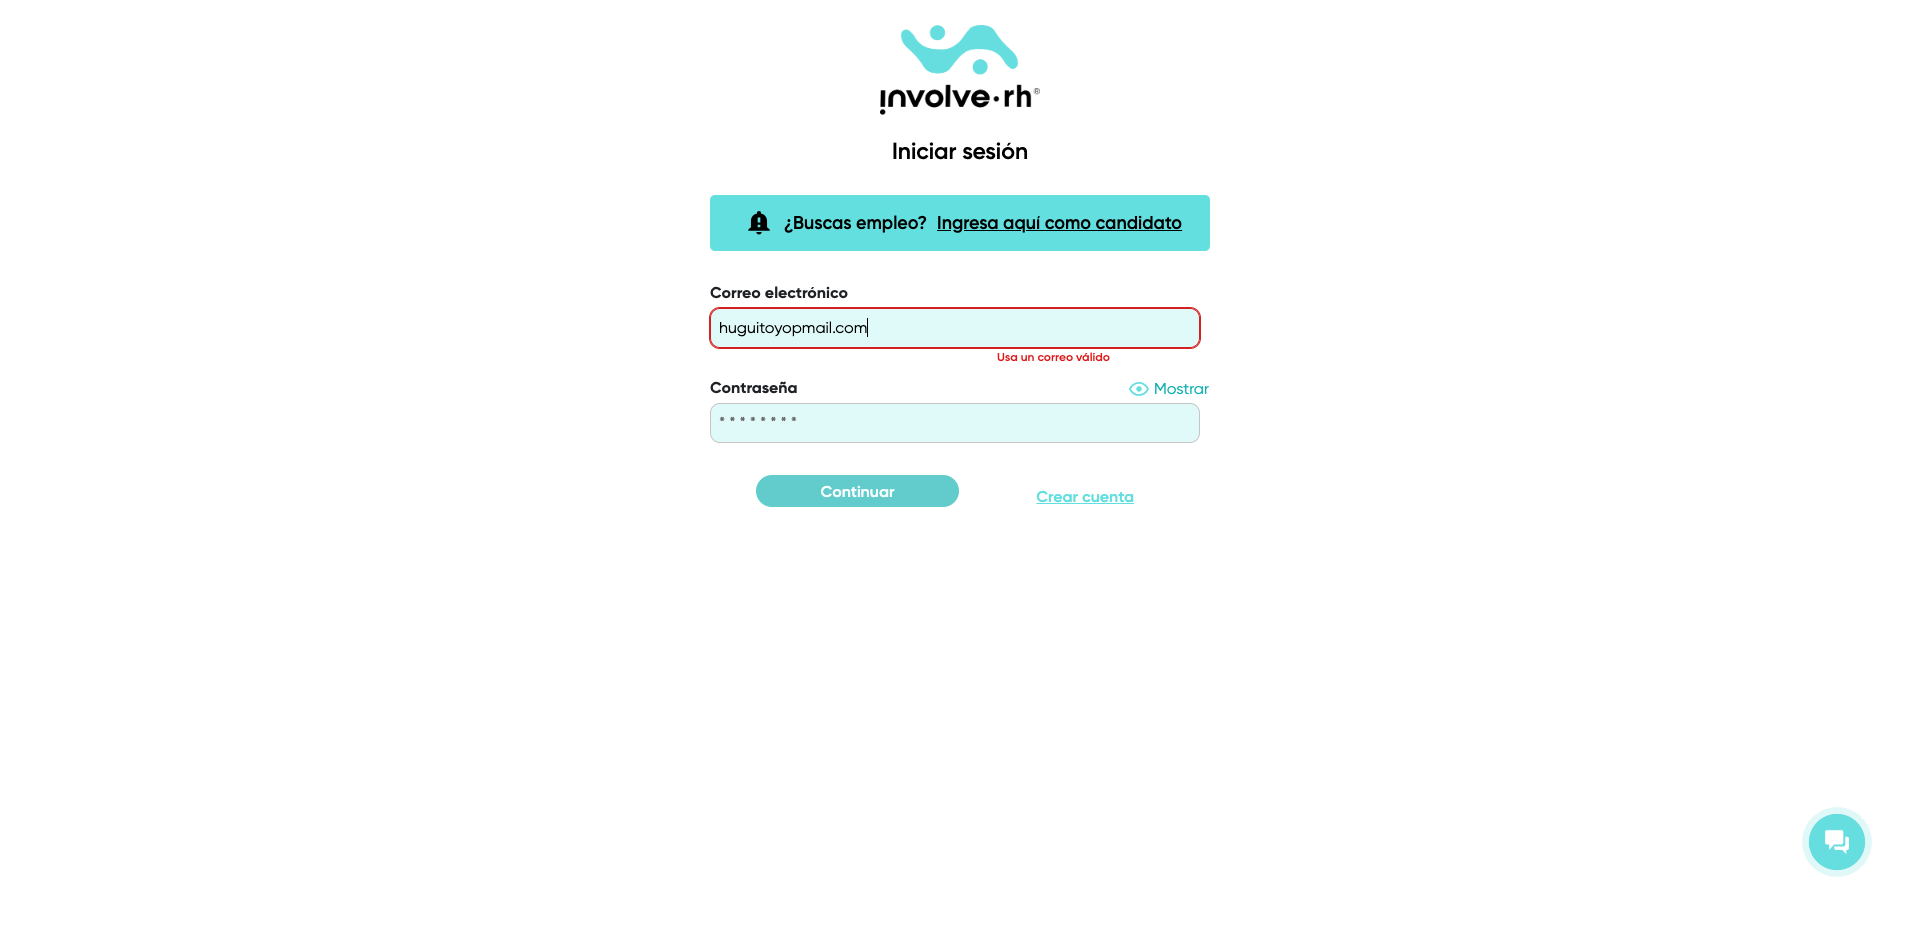 involve·rh®
Iniciar sesión
¿Buscas empleo? Ingresa aquí como candidato
Correo electrónico
huguitoyopmail.com
Usa un correo válido
Contraseña
Mostrar
* * * * * * * *
Continuar
Crear cuenta